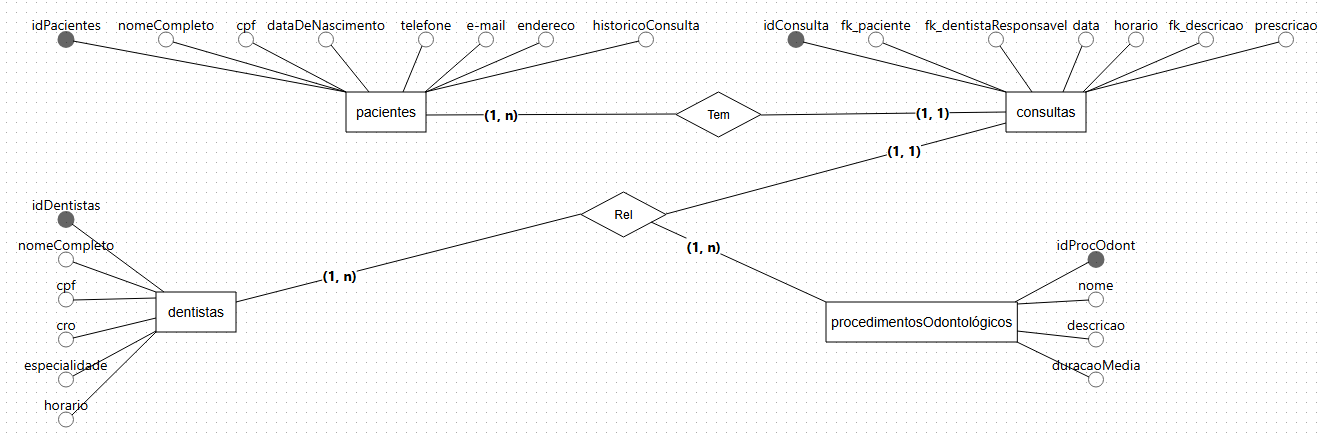 idPacientes nomeCompleto cpf dataDeNascimento telefone e-mail endereco historicoConsulta
idConsulta fk_paciente fk_dentistaResponsavel data horario fk_descricao prescricao
pacientes (1, n) Tem (1, 1) consultas
(1, 1)
idDentistas
Rel
nomeCompleto
(1, n)
idProcOdont
(1, n)
cpf
nome
dentistas
procedimentosOdontológicos
cro
descricao
especialidade
duracaoMedia
horario